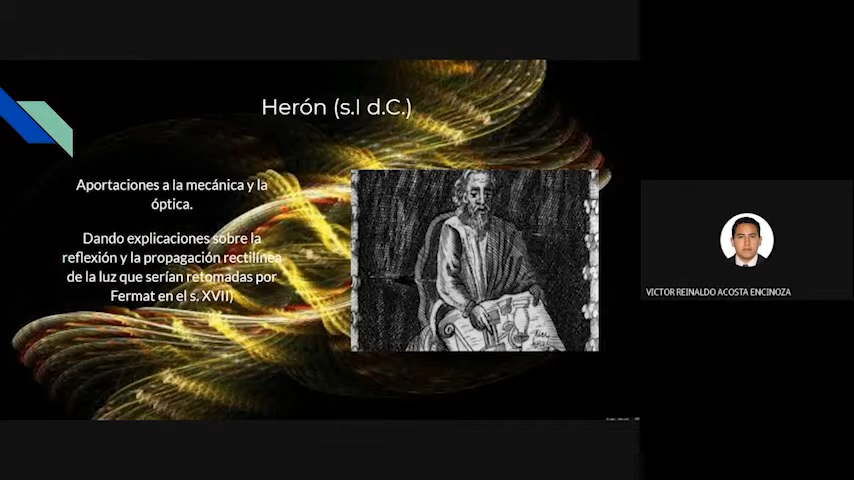 Herón (s.I d.C.)
Aportaciones a la mecánica y la
óptica.
Dando explicaciones sobre la
reflexión y la propagación rectilínea
de la luz que serían retomadas por
Fermat en el s. XVII)
VICTOR REINALDO ACOSTA ENCINOZA